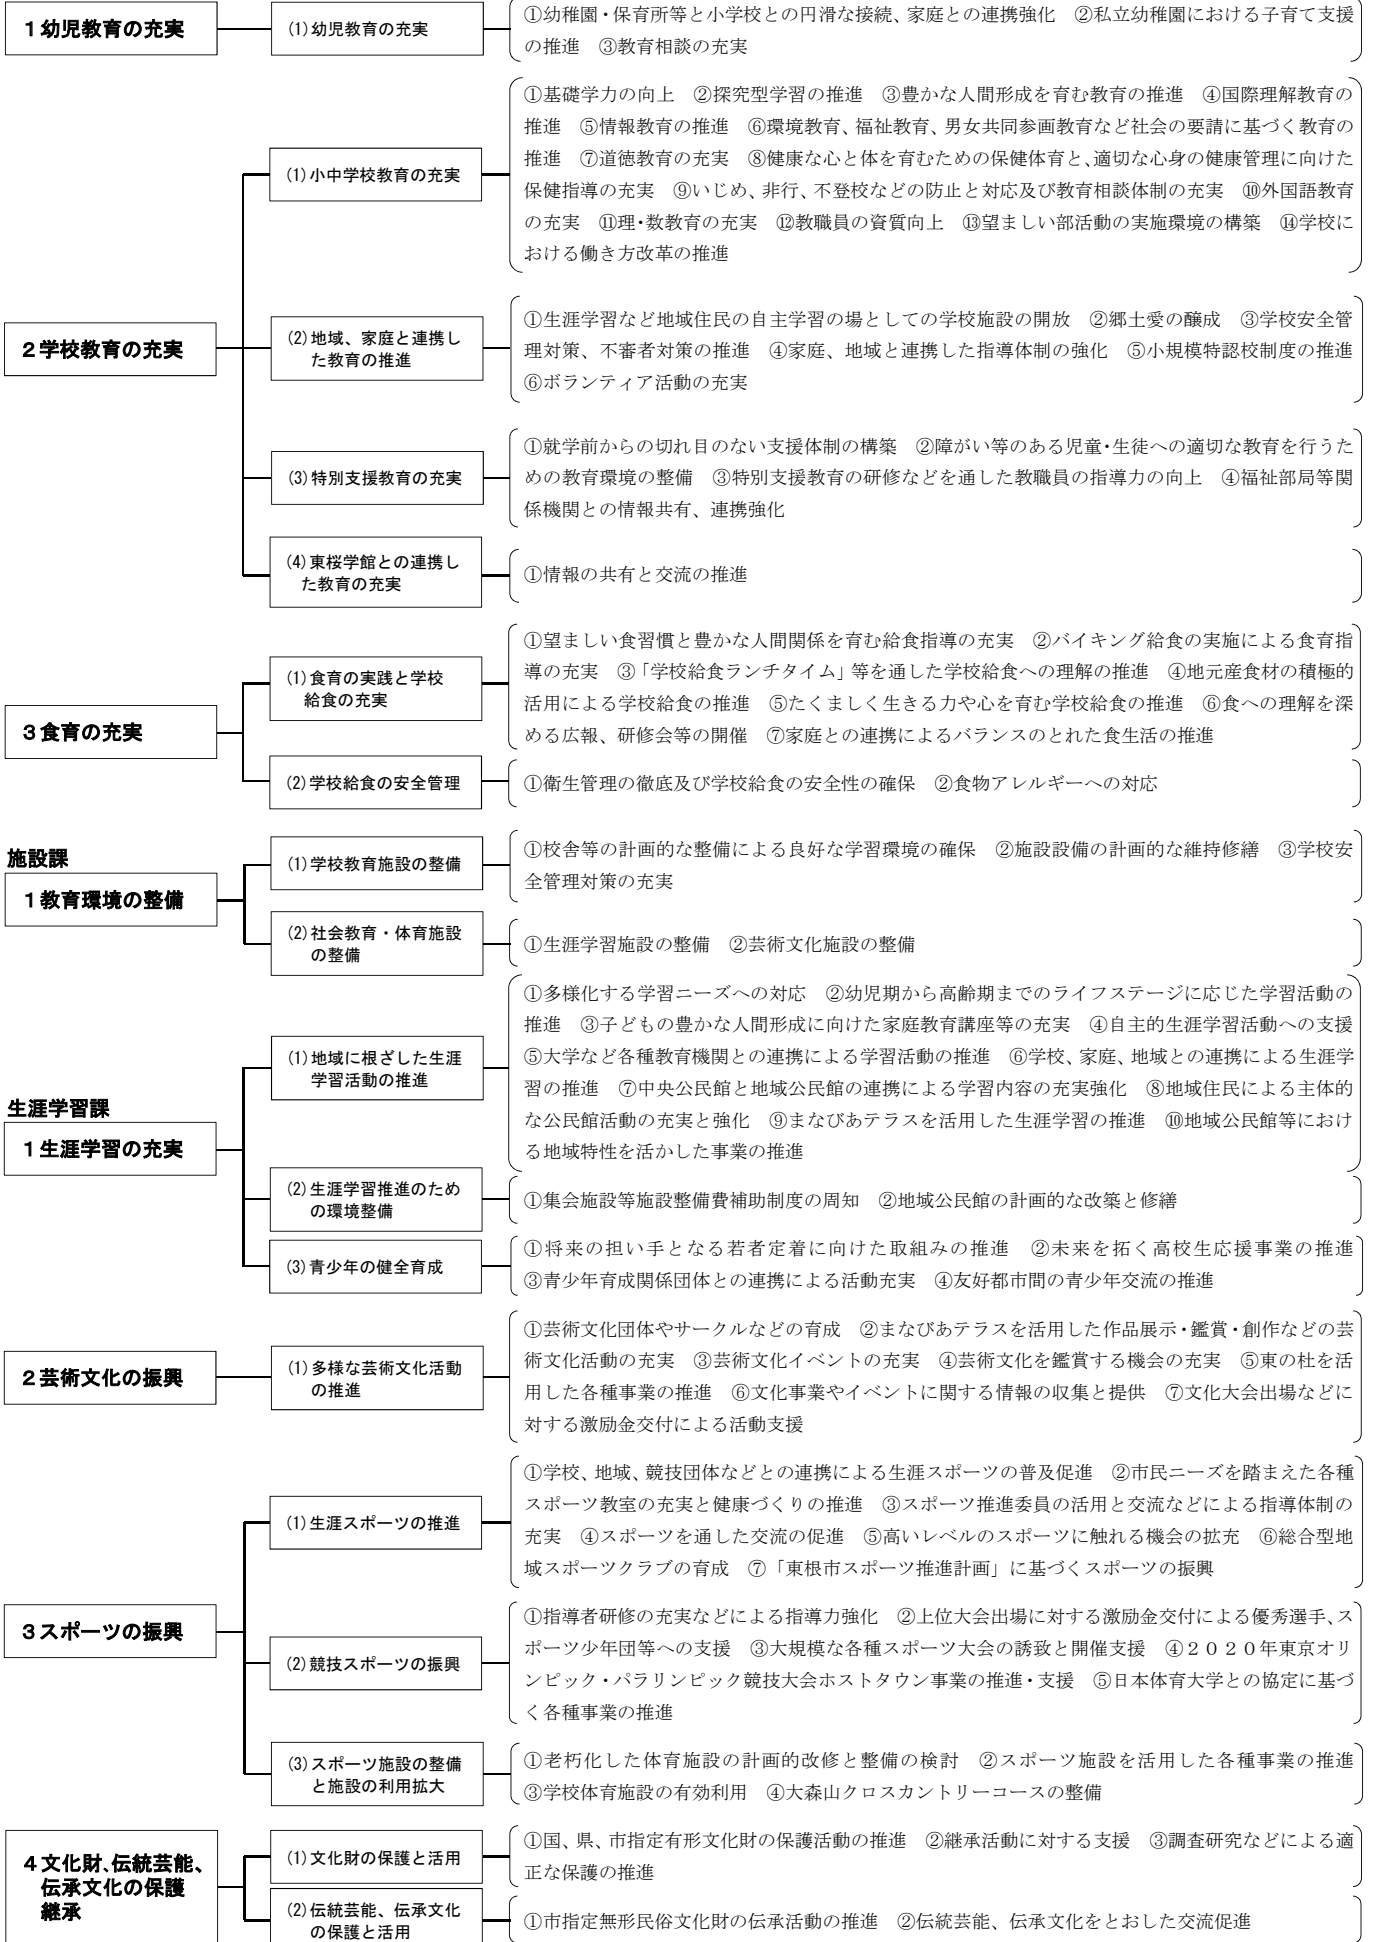 １幼児教育の充実
(1)幼児教育の充実
①幼稚園・保育所等と小学校との円滑な接続、家庭との連携強化　②私立幼稚園における子育て支援
の推進　③教育相談の充実
２学校教育の充実
(1)小中学校教育の充実
①基礎学力の向上　②探究型学習の推進　③豊かな人間形成を育む教育の推進　④国際理解教育の
推進　⑤情報教育の推進　⑥環境教育、福祉教育、男女共同参画教育など社会の要請に基づく教育の
推進　⑦道徳教育の充実　⑧健康な心と体を育むための保健体育と、適切な心身の健康管理に向けた
保健指導の充実　⑨いじめ、非行、不登校などの防止と対応及び教育相談体制の充実　⑩外国語教育
の充実　⑪理・数教育の充実　⑫教職員の資質向上　⑬望ましい部活動の実施環境の構築　⑭学校に
おける働き方改革の推進
(2)地域、家庭と連携し
た教育の推進
①生涯学習など地域住民の自主学習の場としての学校施設の開放　②郷土愛の醸成　③学校安全管
理対策、不審者対策の推進　④家庭、地域と連携した指導体制の強化　⑤小規模特認校制度の推進
⑥ボランティア活動の充実
(3)特別支援教育の充実
①就学前からの切れ目のない支援体制の構築　②障がい等のある児童・生徒への適切な教育を行うた
めの教育環境の整備　③特別支援教育の研修などを通した教職員の指導力の向上　④福祉部局等関
係機関との情報共有、連携強化
(4)東桜学館との連携し
た教育の充実
①情報の共有と交流の推進
３食育の充実
(1)食育の実践と学校
給食の充実
①望ましい食習慣と豊かな人間関係を育む給食指導の充実　②バイキング給食の実施による食育指
導の充実　③「学校給食ランチタイム」等を通した学校給食への理解の推進　④地元産食材の積極的
活用による学校給食の推進　⑤たくましく生きる力や心を育む学校給食の推進　⑥食への理解を深
める広報、研修会等の開催　⑦家庭との連携によるバランスのとれた食生活の推進
(2)学校給食の安全管理
①衛生管理の徹底及び学校給食の安全性の確保　②食物アレルギーへの対応
施設課
１教育環境の整備
(1)学校教育施設の整備
①校舎等の計画的な整備による良好な学習環境の確保　②施設設備の計画的な維持修繕　③学校安
全管理対策の充実
(2)社会教育・体育施設
の整備
①生涯学習施設の整備　②芸術文化施設の整備
生涯学習課
１生涯学習の充実
(1)地域に根ざした生涯
学習活動の推進
①多様化する学習ニーズへの対応　②幼児期から高齢期までのライフステージに応じた学習活動の
推進　③子どもの豊かな人間形成に向けた家庭教育講座等の充実　④自主的生涯学習活動への支援
⑤大学など各種教育機関との連携による学習活動の推進　⑥学校、家庭、地域との連携による生涯学
習の推進　⑦中央公民館と地域公民館の連携による学習内容の充実強化　⑧地域住民による主体的
な公民館活動の充実と強化　⑨まなびあテラスを活用した生涯学習の推進　⑩地域公民館等におけ
る地域特性を活かした事業の推進
(2)生涯学習推進のため
の環境整備
①集会施設等施設整備費補助制度の周知　②地域公民館の計画的な改築と修繕
(3)青少年の健全育成
①将来の担い手となる若者定着に向けた取組みの推進　②未来を拓く高校生応援事業の推進
③青少年育成関係団体との連携による活動充実　④友好都市間の青少年交流の推進
２芸術文化の振興
(1)多様な芸術文化活動
の推進
①芸術文化団体やサークルなどの育成　②まなびあテラスを活用した作品展示・鑑賞・創作などの芸
術文化活動の充実　③芸術文化イベントの充実　④芸術文化を鑑賞する機会の充実　⑤東の杜を活
用した各種事業の推進　⑥文化事業やイベントに関する情報の収集と提供　⑦文化大会出場などに
対する激励金交付による活動支援
３スポーツの振興
(1)生涯スポーツの推進
①学校、地域、競技団体などとの連携による生涯スポーツの普及促進　②市民ニーズを踏まえた各種
スポーツ教室の充実と健康づくりの推進　③スポーツ推進委員の活用と交流などによる指導体制の
充実　④スポーツを通した交流の促進　⑤高いレベルのスポーツに触れる機会の拡充　⑥総合型地
域スポーツクラブの育成　⑦「東根市スポーツ推進計画」に基づくスポーツの振興
(2)競技スポーツの振興
①指導者研修の充実などによる指導力強化　②上位大会出場に対する激励金交付による優秀選手、ス
ポーツ少年団等への支援　③大規模な各種スポーツ大会の誘致と開催支援　④２０２０年東京オリ
ンピック・パラリンピック競技大会ホストタウン事業の推進・支援　⑤日本体育大学との協定に基づ
く各種事業の推進
(3)スポーツ施設の整備
と施設の利用拡大
①老朽化した体育施設の計画的改修と整備の検討　②スポーツ施設を活用した各種事業の推進
③学校体育施設の有効利用　④大森山クロスカントリーコースの整備
４文化財、伝統芸能、
伝承文化の保護
継承
(1)文化財の保護と活用
①国、県、市指定有形文化財の保護活動の推進　②継承活動に対する支援　③調査研究などによる適
正な保護の推進
(2)伝統芸能、伝承文化
の保護と活用
①市指定無形民俗文化財の伝承活動の推進　②伝統芸能、伝承文化をとおした交流促進